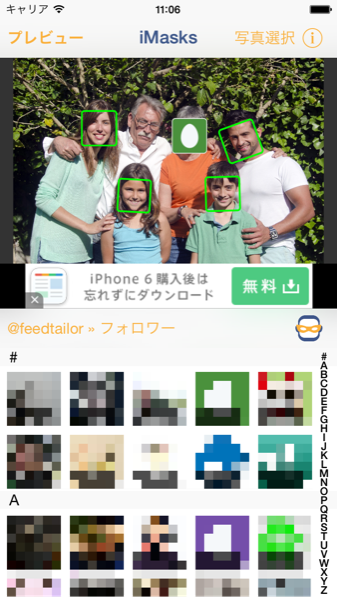 キャリア 11:06
プレビュー iMasks 写真選択
iPhone 6 購入後は
忘れずにダウンロード
無料
@feedtailor » フォロワー
#
A
#
A
B
C
D
E
F
G
H
I
J
K
L
M
N
O
P
Q
R
S
T
U
V
W
X
Y
Z